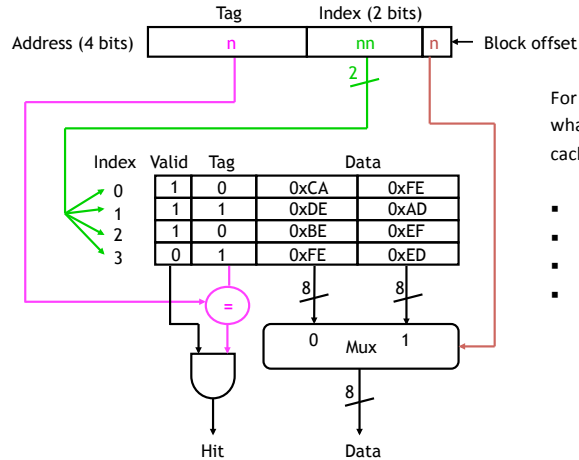 Tag Index (2 bits)
Address (4 bits) n nn n Block offset
2
For
wha
cach
Index Valid Tag Data
0 1 0 0xCA 0xFE
1 1 1 0xDE 0xAD
2 1 0 0xBE 0xEF
3 0 1 0xFE 0xED
=
8 8
0 1
Mux
8
Hit Data